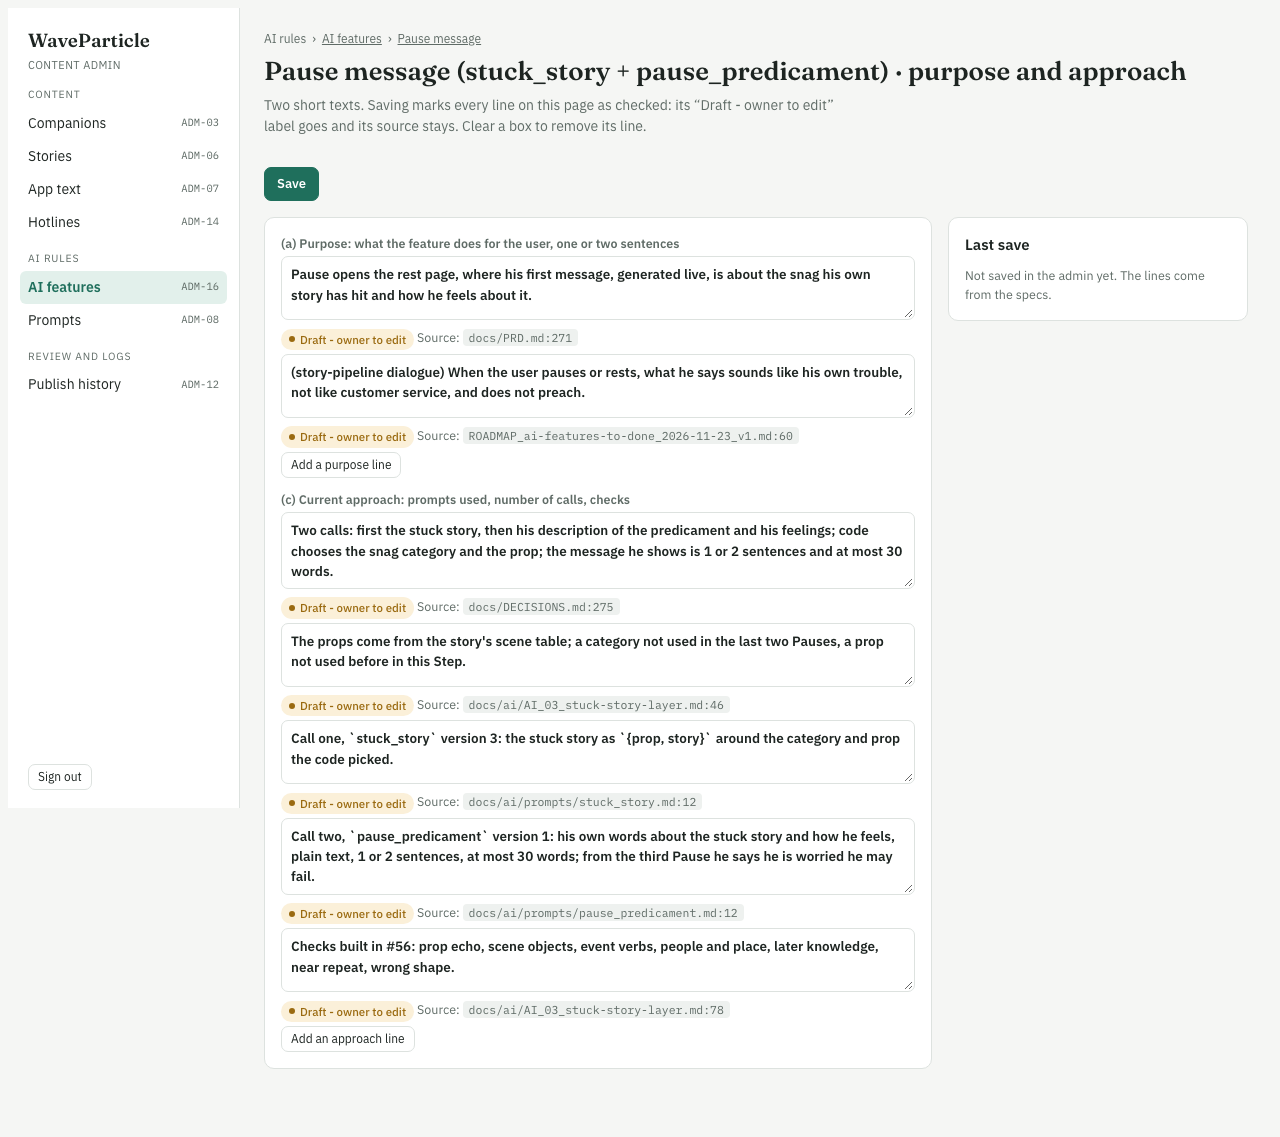 WaveParticle
CONTENT ADMIN
CONTENT
Companions ADM-03
Stories ADM-06
App text ADM-07
Hotlines ADM-14
AI RULES
AI features ADM-16
Prompts ADM-08
REVIEW AND LOGS
Publish history ADM-12
Sign out
AI rules › AI features › Pause message
Pause message (stuck_story + pause_predicament) · purpose and approach
Two short texts. Saving marks every line on this page as checked: its “Draft - owner to edit”
label goes and its source stays. Clear a box to remove its line.
Save
(a) Purpose: what the feature does for the user, one or two sentences
Pause opens the rest page, where his first message, generated live, is about the snag his own
story has hit and how he feels about it.
Draft - owner to edit Source: docs/PRD.md:271
(story-pipeline dialogue) When the user pauses or rests, what he says sounds like his own trouble,
not like customer service, and does not preach.
Draft - owner to edit Source: ROADMAP_ai-features-to-done_2026-11-23_v1.md:60
Add a purpose line
(c) Current approach: prompts used, number of calls, checks
Two calls: first the stuck story, then his description of the predicament and his feelings; code
chooses the snag category and the prop; the message he shows is 1 or 2 sentences and at most 30
words.
Draft - owner to edit Source: docs/DECISIONS.md:275
The props come from the story's scene table; a category not used in the last two Pauses, a prop
not used before in this Step.
Draft - owner to edit Source: docs/ai/AI_03_stuck-story-layer.md:46
Call one, `stuck_story` version 3: the stuck story as `{prop, story}` around the category and prop
the code picked.
Draft - owner to edit Source: docs/ai/prompts/stuck_story.md:12
Call two, `pause_predicament` version 1: his own words about the stuck story and how he feels,
plain text, 1 or 2 sentences, at most 30 words; from the third Pause he says he is worried he may
fail.
Draft - owner to edit Source: docs/ai/prompts/pause_predicament.md:12
Checks built in #56: prop echo, scene objects, event verbs, people and place, later knowledge,
near repeat, wrong shape.
Draft - owner to edit Source: docs/ai/AI_03_stuck-story-layer.md:78
Add an approach line
Last save
Not saved in the admin yet. The lines come
from the specs.